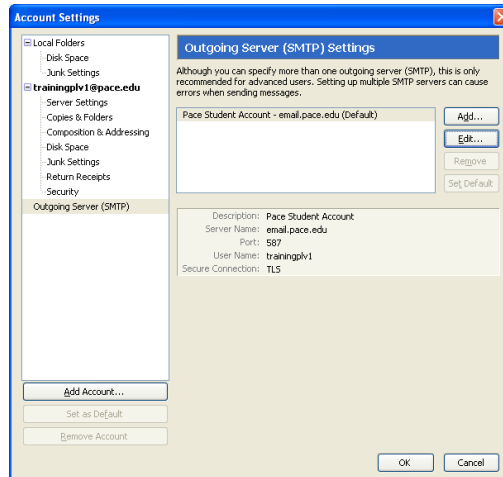 Account Settings
Local Folders
Disk Space
Junk Settings
trainingplv1@pace.edu
Server Settings
Copies & Folders
Composition & Addressing
Disk Space
Junk Settings
Return Receipts
Security
Outgoing Server (SMTP)
Add Account...
Set as Default
Remove Account
Outgoing Server (SMTP) Settings
Although you can specify more than one outgoing server (SMTP), this is only
recommended for advanced users. Setting up multiple SMTP servers can cause
errors when sending messages.
Pace Student Account - email.pace.edu (Default)
Add...
Edit...
Remove
Set Default
Description: Pace Student Account
Server Name: email.pace.edu
Port: 587
User Name: trainingplv1
Secure Connection: TLS
OK
Cancel